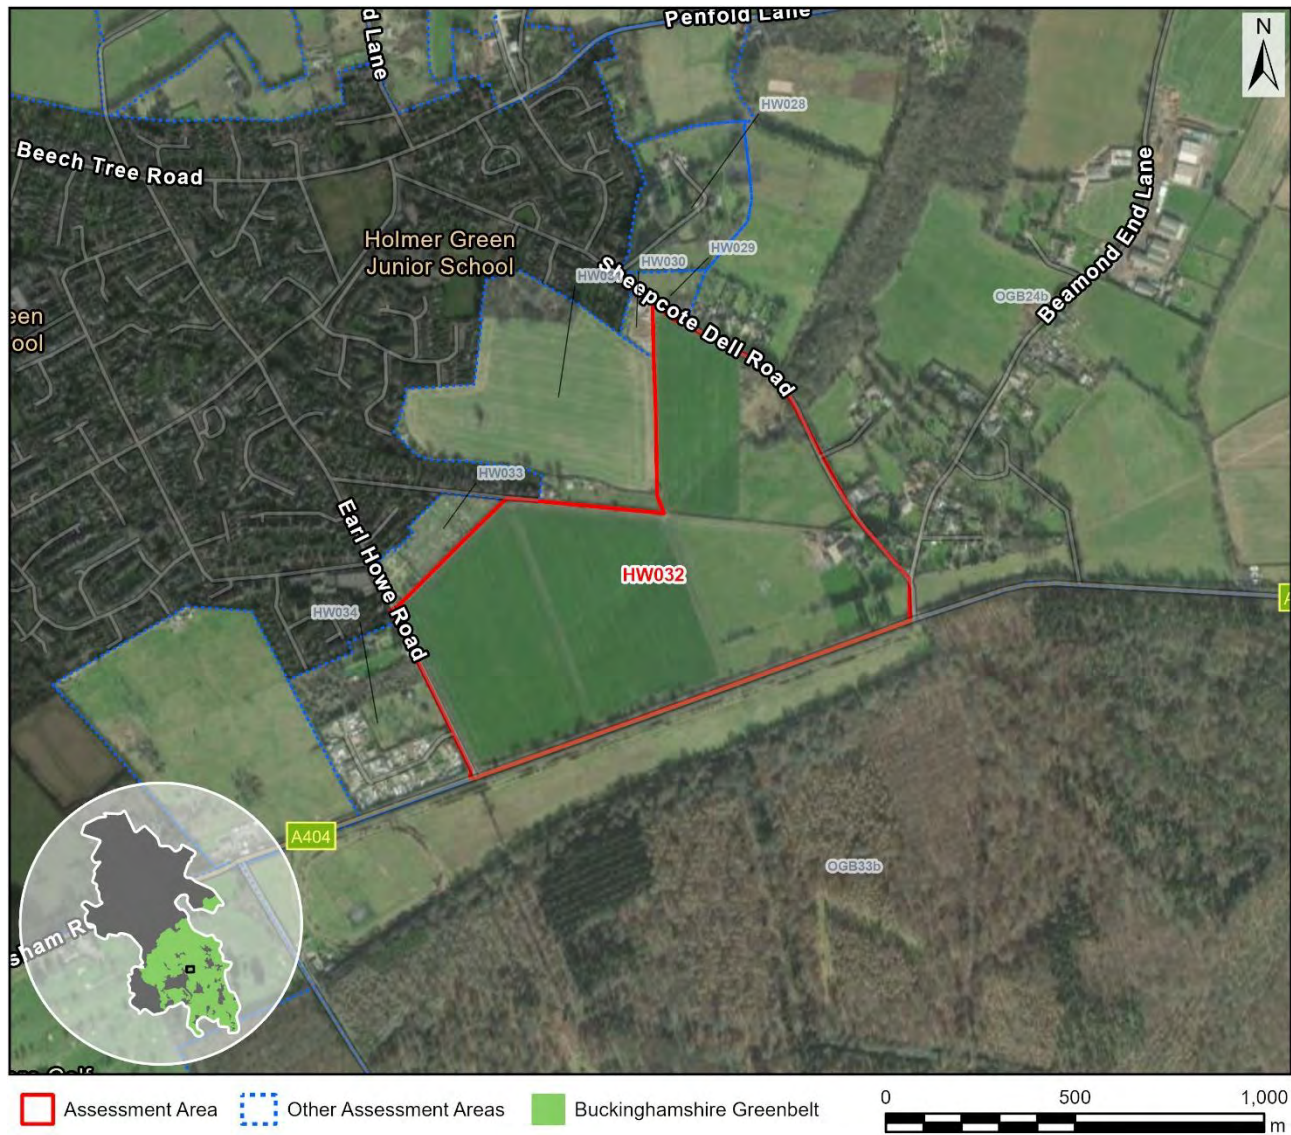 Penfold Lane
N
d Lane
HW028
Beech Tree Road
Holmer Green
Junior School
HW029
HW030
Sheepcote Dell Road
OGB24b
Beamond End Lane
een
ool
HW033
Earl Howe Road
HW032
HW034
A404
OGB33b
sham R
Assessment Area
Other Assessment Areas
Buckinghamshire Greenbelt
0 500 1,000
m